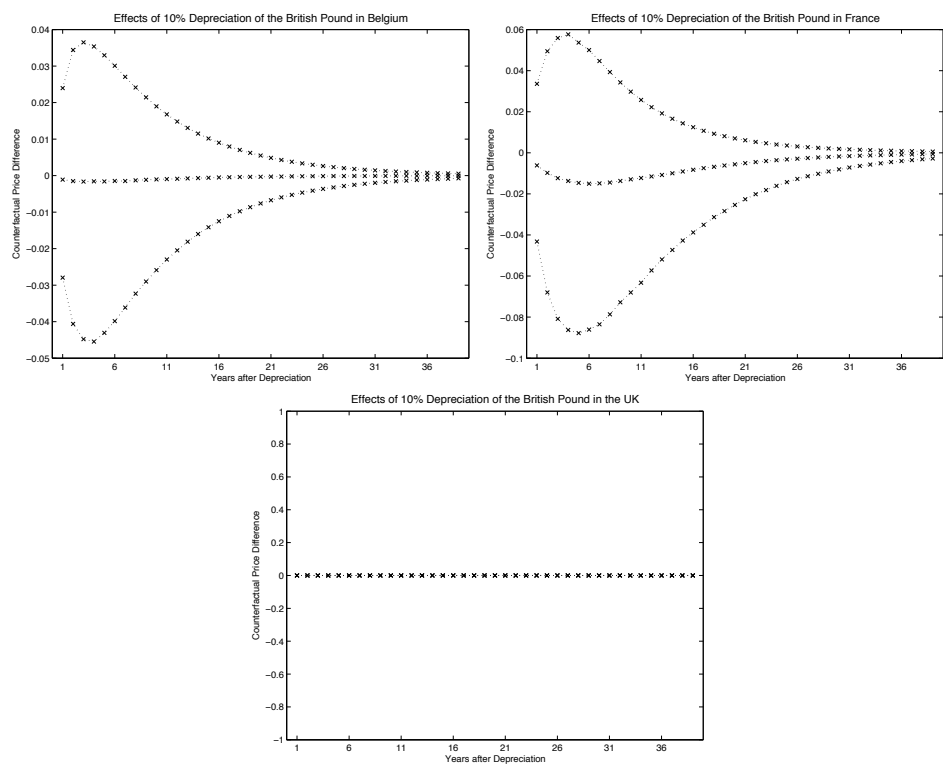 Effects of 10% Depreciation of the British Pound in Belgium
0.04
0.03
0.02
0.01
0
−0.01
−0.02
−0.03
−0.04
−0.05
Counterfactual Price Difference
1 6 11 16 21 26 31 36
Years after Depreciation
Effects of 10% Depreciation of the British Pound in France
0.06
0.04
0.02
0
−0.02
−0.04
−0.06
−0.08
−0.1
Counterfactual Price Difference
1 6 11 16 21 26 31 36
Years after Depreciation
Effects of 10% Depreciation of the British Pound in the UK
1
0.8
0.6
0.4
0.2
0
−0.2
−0.4
−0.6
−0.8
−1
Counterfactual Price Difference
1 6 11 16 21 26 31 36
Years after Depreciation